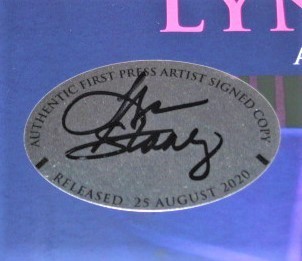 LYN
A
AUTHENTIC FIRST PRESS ARTIST SIGNED COPY
RELEASED 25 AUGUST 2020